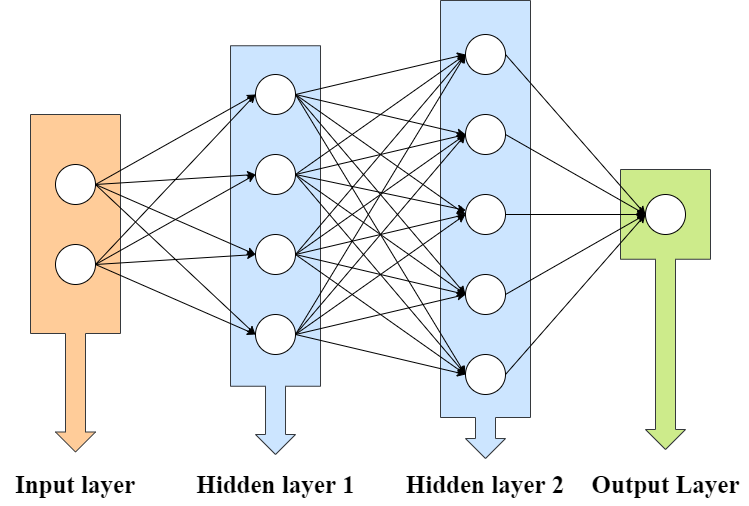 Input layer
Hidden layer 1
Hidden layer 2
Output Layer